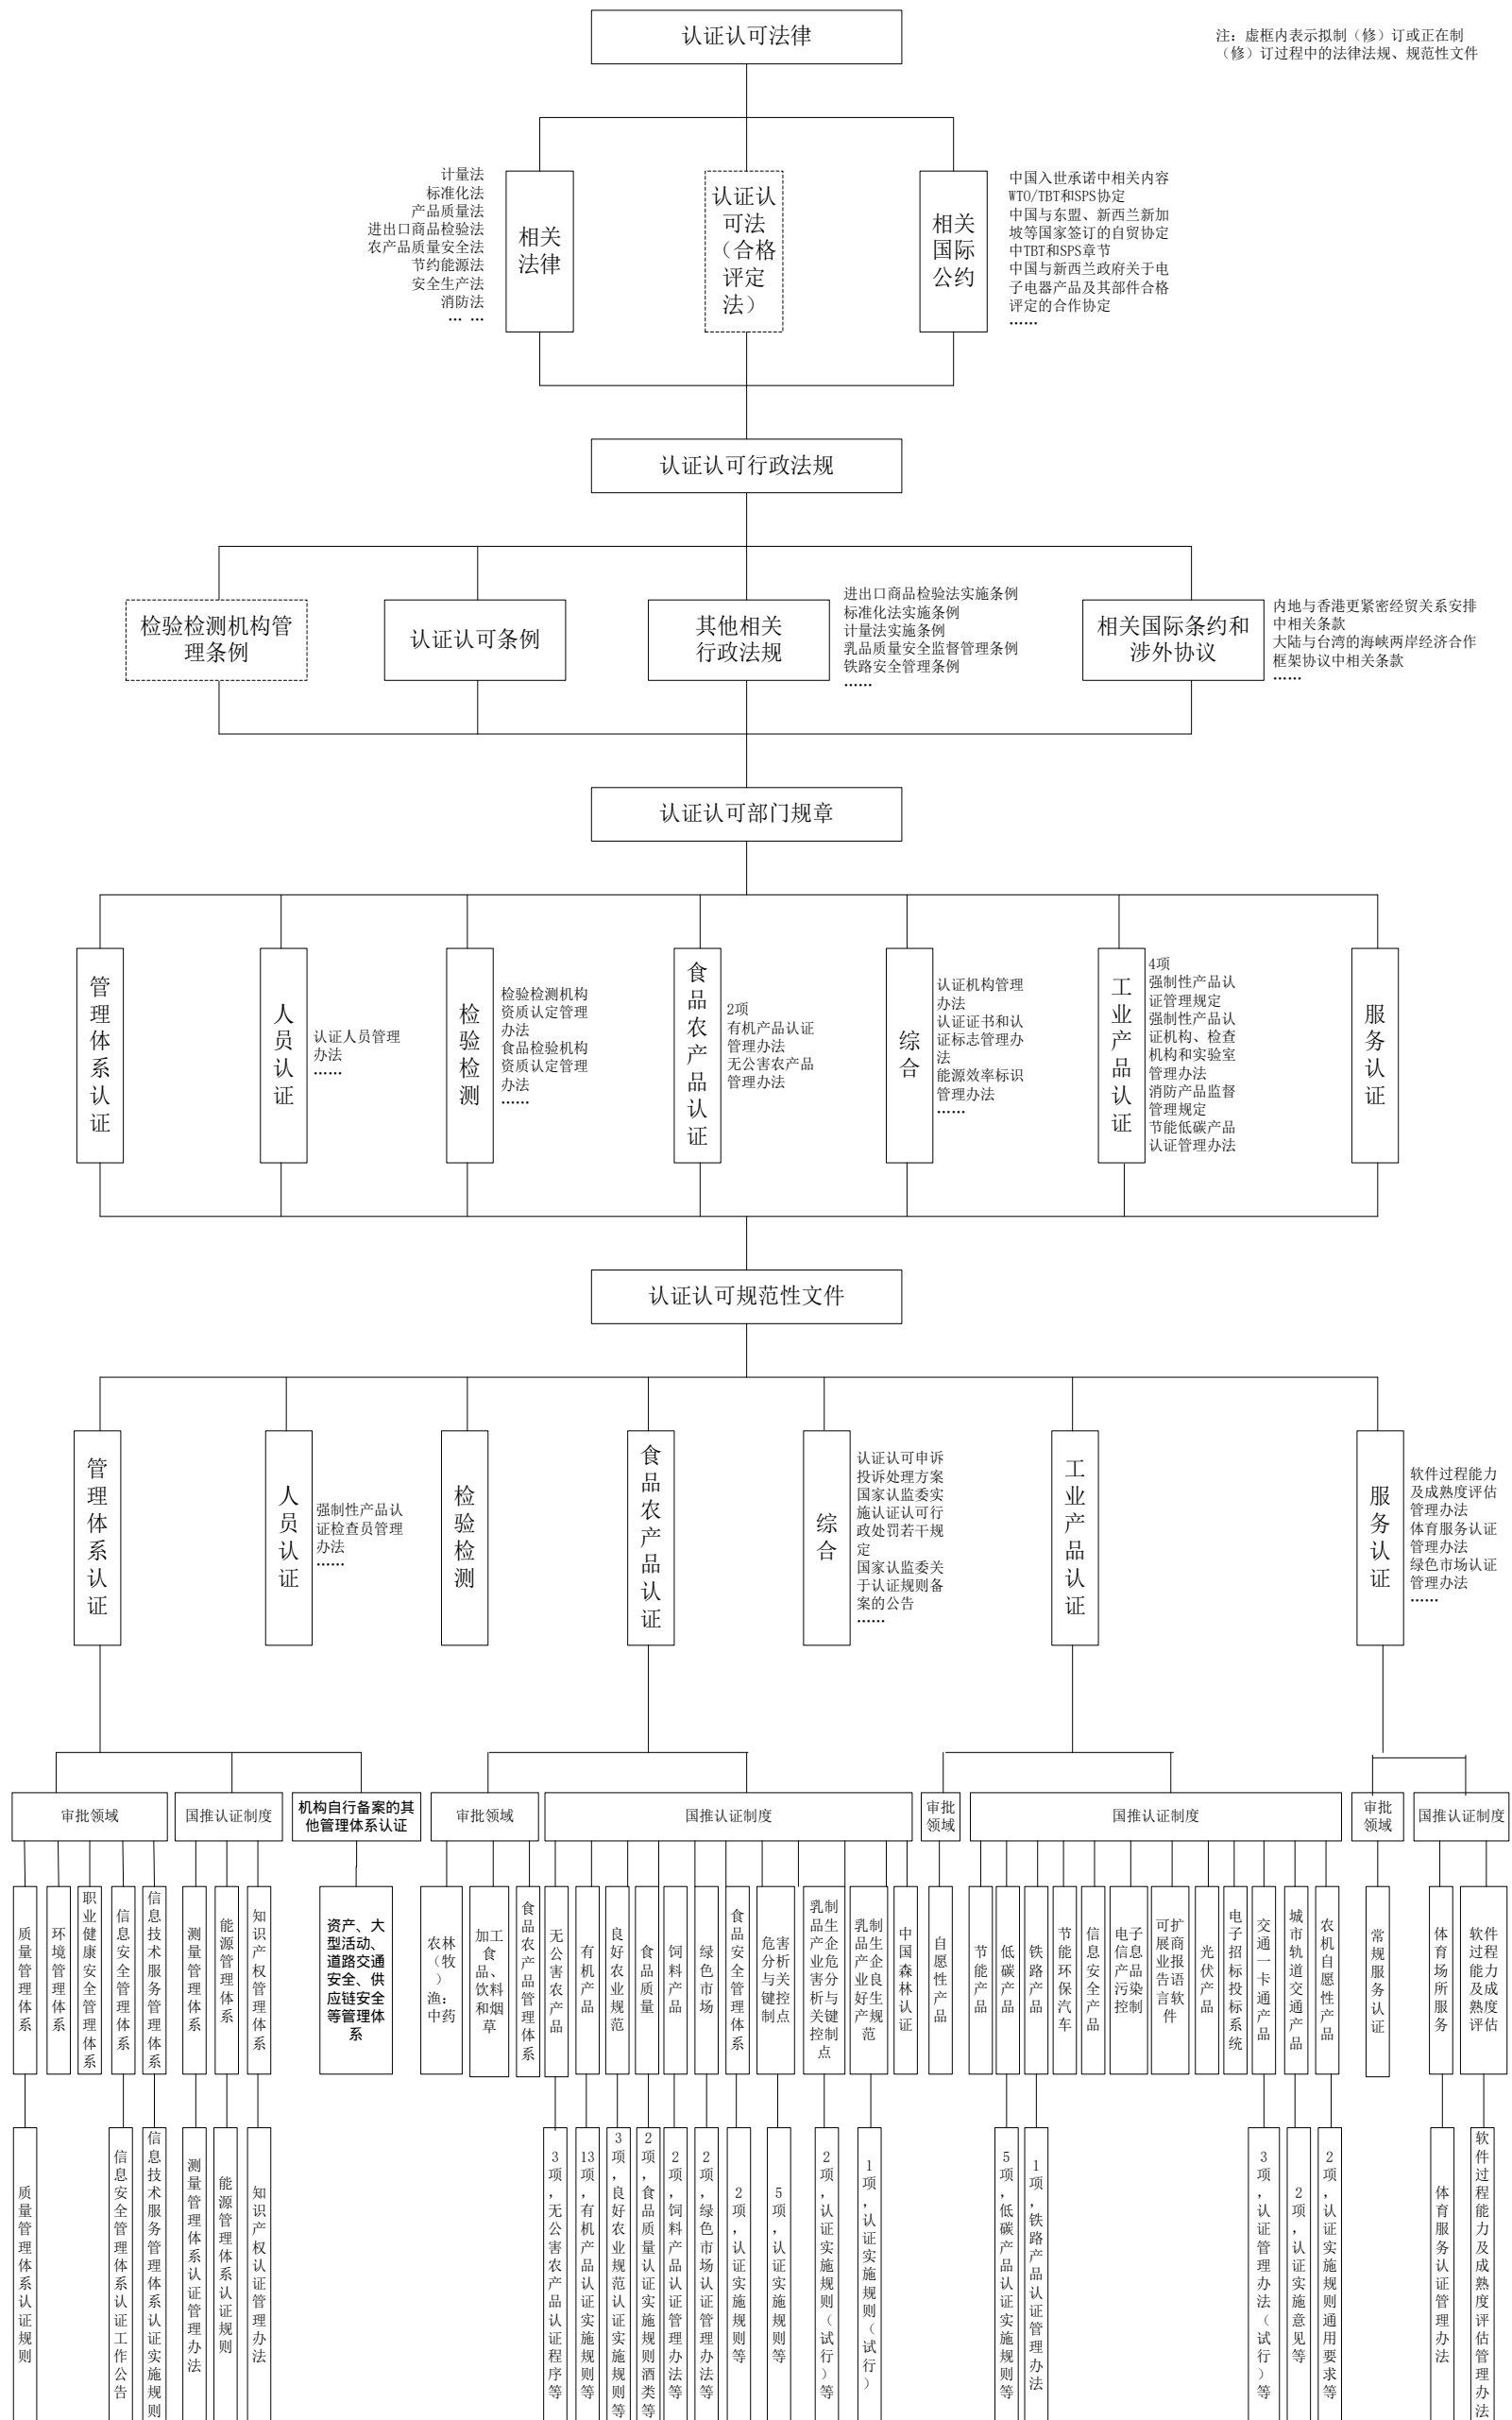 认证认可法律
注：虚框内表示拟制（修）订或正在制
（修）订过程中的法律法规、规范性文件
计量法
标准化法
产品质量法
进出口商品检验法
农产品质量安全法
节约能源法
安全生产法
消防法
… …
相关
法律
认证认
可法
（合格
评定
法）
相关
国际
公约
中国入世承诺中相关内容
WTO/TBT和SPS协定
中国与东盟、新西兰新加
坡等国家签订的自贸协定
中TBT和SPS章节
中国与新西兰政府关于电
子电器产品及其部件合格
评定的合作协定
……
认证认可行政法规
检验检测机构管
理条例
认证认可条例
其他相关
行政法规
进出口商品检验法实施条例
标准化法实施条例
计量法实施条例
乳品质量安全监督管理条例
铁路安全管理条例
……
相关国际条约和
涉外协议
内地与香港更紧密经贸关系安排
中相关条款
大陆与台湾的海峡两岸经济合作
框架协议中相关条款
……
认证认可部门规章
管理体系认证
人员认证
认证人员管理
办法
……
检验检测
检验检测机构
资质认定管理
办法
食品检验机构
资质认定管理
办法
……
食品农产品认证
2项
有机产品认证
管理办法
无公害农产品
管理办法
综合
认证机构管理
办法
认证证书和认
证标志管理办
法
能源效率标识
管理办法
……
工业产品认证
4项
强制性产品认
证管理规定
强制性产品认
证机构、检查
机构和实验室
管理办法
消防产品监督
管理规定
节能低碳产品
认证管理办法
服务认证
认证认可规范性文件
管理体系认证
人员认证
强制性产品认
证检查员管理
办法
……
检验检测
食品农产品认证
综合
认证认可申诉
投诉处理方案
国家认监委实
施认证认可行
政处罚若干规
定
国家认监委关
于认证规则备
案的公告
……
工业产品认证
服务认证
软件过程能力
及成熟度评估
管理办法
体育服务认证
管理办法
绿色市场认证
管理办法
……
审批领域
国推认证制度
机构自行备案的其
他管理体系认证
审批领域
国推认证制度
审批
领域
国推认证制度
审批
领域
国推认证制度
质量管理体系
环境管理体系
职业健康安全管理体系
信息安全管理体系
信息技术服务管理体系
测量管理体系
能源管理体系
知识产权管理体系
资产、大
型活动、
道路交通
安全、供
应链安全
等管理体
系
农林
（牧
）
渔；
中药
加工
食
品、
饮料
和烟
草
食品农产品管理体系
无公害农产品
有机产品
良好农业规范
食品质量
饲料产品
绿色市场
食品安全管理体系
危害
分析
与关
键控
制点
乳制
品生
产企
业危
害分
析与
关键
控制
点
乳制
品生
产企
业良
好生
产规
范
中国森林认证
自愿性产品
节能产品
低碳产品
铁路产品
节能环保汽车
信息安全产品
电子
信息
产品
污染
控制
可扩
展商
业报
告语
言软
件
光伏产品
电子招标投标系统
交通一卡通产品
城市轨道交通产品
农机自愿性产品
常规服务认证
体育场所服务
软件
过程
能力
及成
熟度
评估
质量管理体系认证规则
信息安全管理体系认证工作公告
信息技术服务管理体系认证实施规则
测量管理体系认证管理办法
能源管理体系认证规则
知识产权认证管理办法
3项，无公害农产品认证程序等
13项，有机产品认证实施规则等
3项，良好农业规范认证实施规则等
2项，食品质量认证实施规则酒类等
2项，饲料产品认证管理办法等
2项，绿色市场认证管理办法等
2项，认证实施规则等
5项，认证实施规则等
2项，认证实施规则（试行）等
1项，认证实施规则（试行）
5项，低碳产品认证实施规则等
1项，铁路产品认证管理办法
3项，认证管理办法（试行）等
2项，认证实施意见等
2项，认证实施规则通用要求等
体育服务认证管理办法
软件过程能力及成熟度评估管理办法